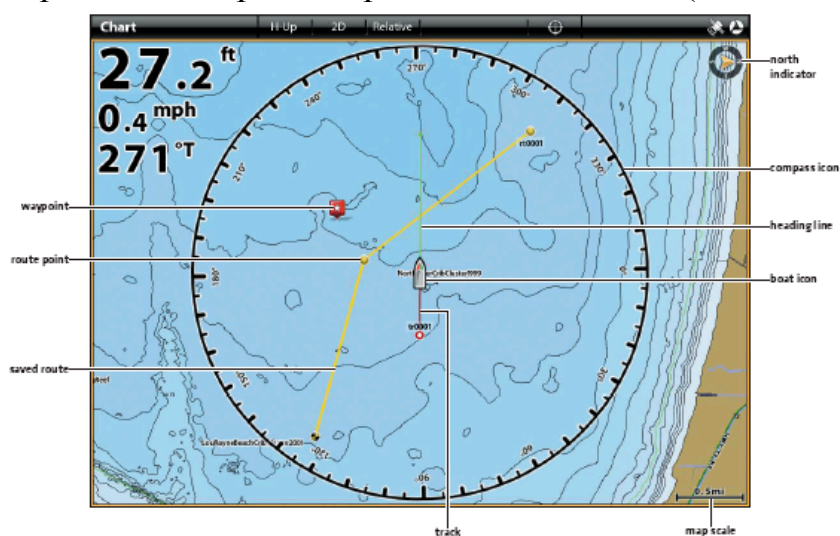 Chart H-Up 2D Relative
27.2 ft
0.4 mph
271°T
270°
300°
330°
0°
30°
60°
90°
120°
150°
180°
210°
240°
rt0001
tr0001
0.5mi
north
indicator
compass icon
waypoint
heading line
route point
boat icon
saved route
track
map scale